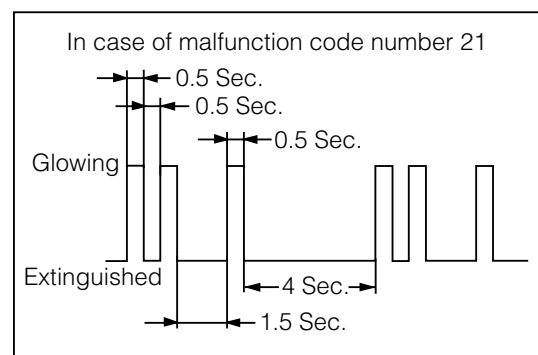 In case of malfunction code number 21
0.5 Sec.
0.5 Sec.
0.5 Sec.
Glowing
Extinguished
4 Sec.
1.5 Sec.